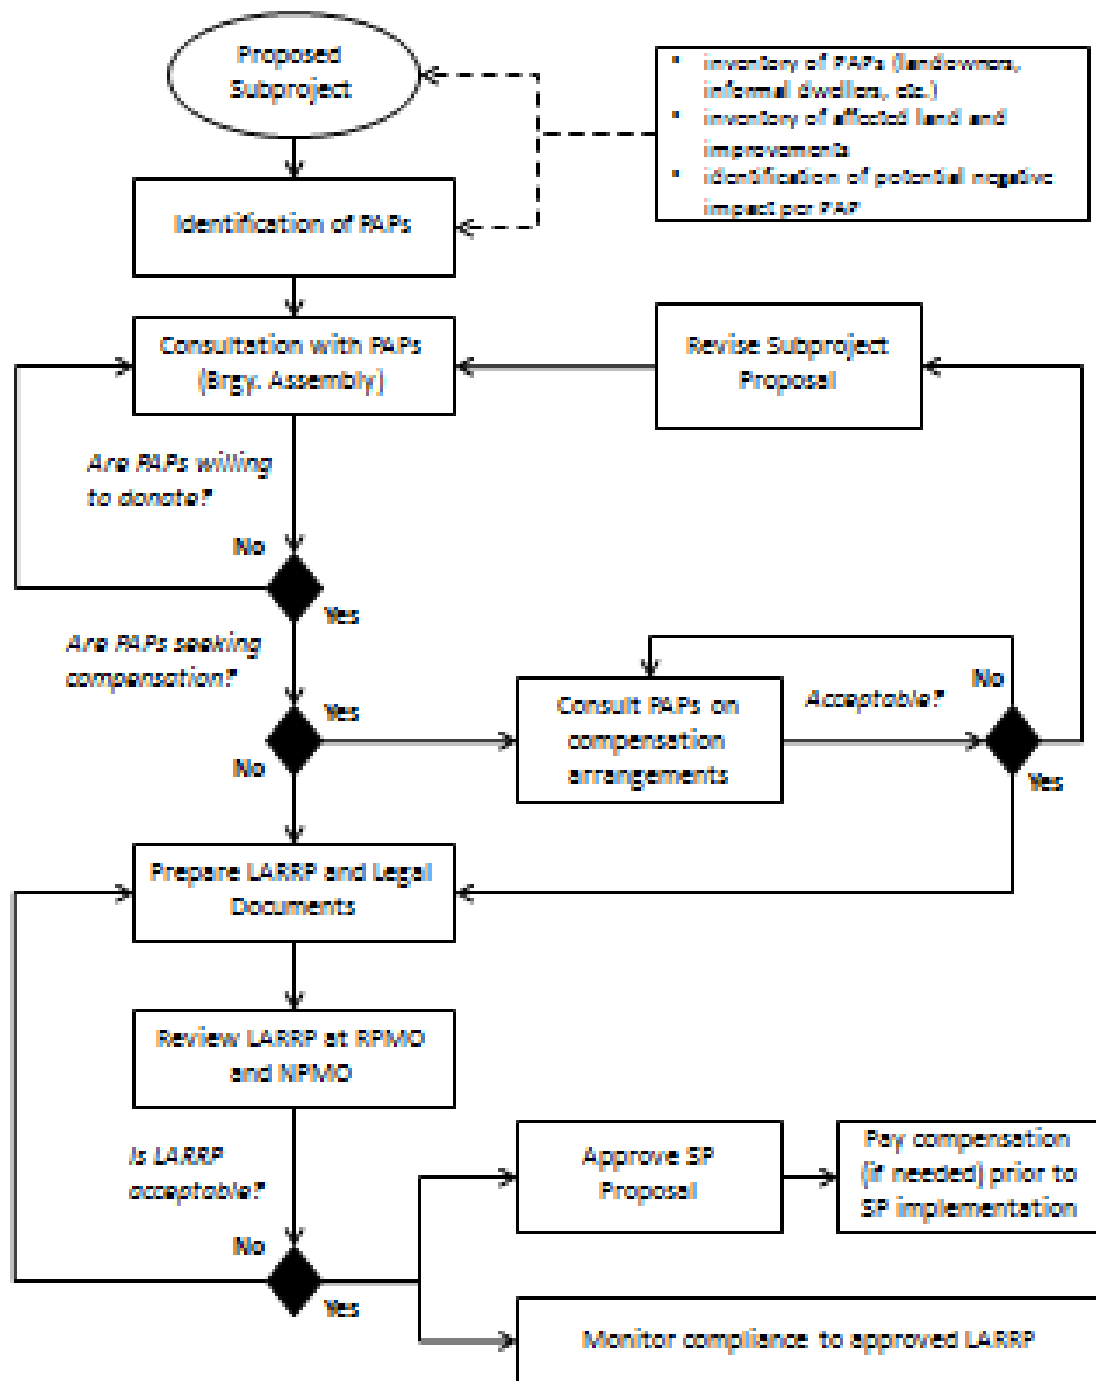 Proposed
Subproject
• inventory of PAPs (landowners,
informal dwellers, etc.)
• inventory of affected land and
improvements
• identification of potential negative
impact per PAP
Identification of PAPs
Consultation with PAPs
(Brgy. Assembly)
Revise Subproject
Proposal
Are PAPs willing
to donate?
No
Yes
Are PAPs seeking
compensation?
Yes
No
Consult PAPs on
compensation
arrangements
Acceptable?
No
Yes
Prepare LARRP and Legal
Documents
Review LARRP at RPMO
and NPMO
Is LARRP
acceptable?
No
Yes
Approve SP
Proposal
Pay compensation
(if needed) prior to
SP implementation
Monitor compliance to approved LARRP